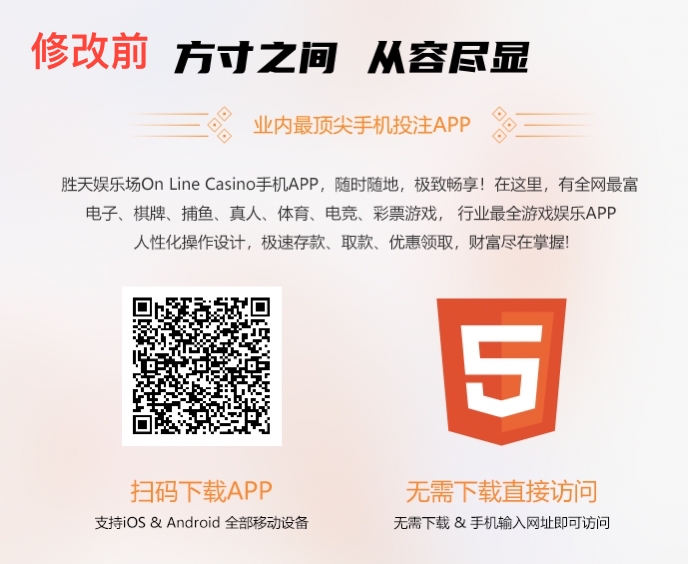 修改前
方寸之间 从容尽显
业内最顶尖手机投注APP
胜天娱乐场On Line Casino手机APP，随时随地，极致畅享！在这里，有全网最富
电子、棋牌、捕鱼、真人、体育、电竞、彩票游戏， 行业最全游戏娱乐APP
人性化操作设计，极速存款、取款、优惠领取，财富尽在掌握!
5
扫码下载APP
支持iOS & Android 全部移动设备
无需下载直接访问
无需下载 & 手机输入网址即可访问